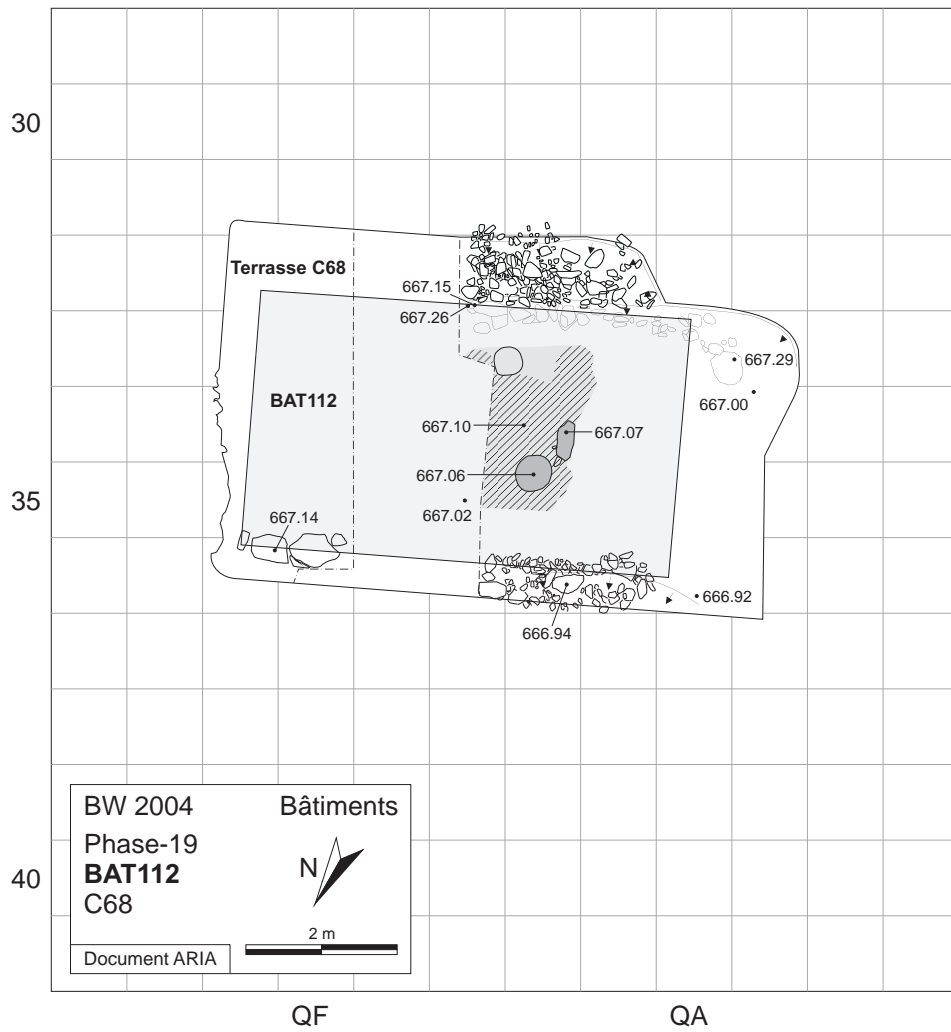 30
Terrasse C68
667.15
667.26
667.29
BAT112
667.00
667.10
667.07
667.06
35
667.02
667.14
666.92
666.94
BW 2004
Bâtiments
Phase-19
BAT112
N
C68
40
2 m
Document ARIA
QF
QA